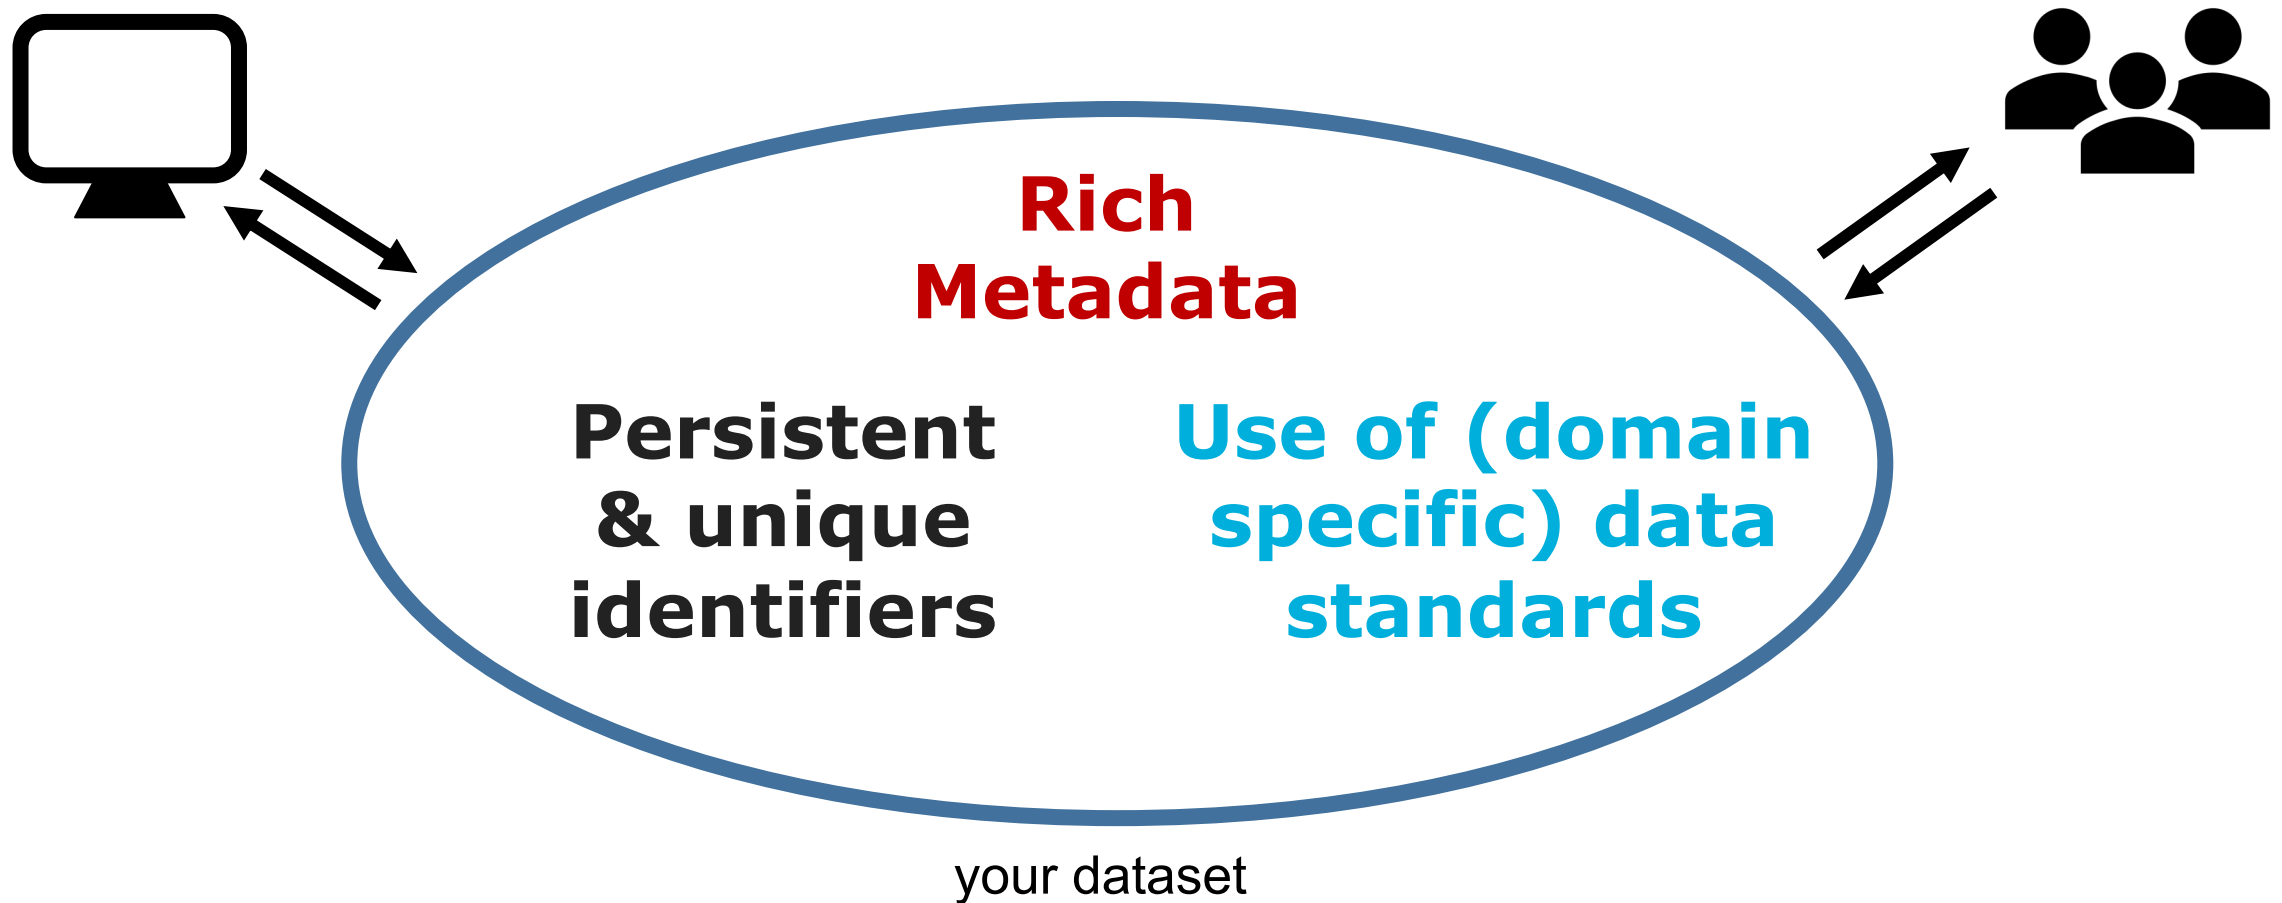 Rich
Metadata
Persistent
& unique
identifiers
Use of (domain
specific) data
standards
your dataset